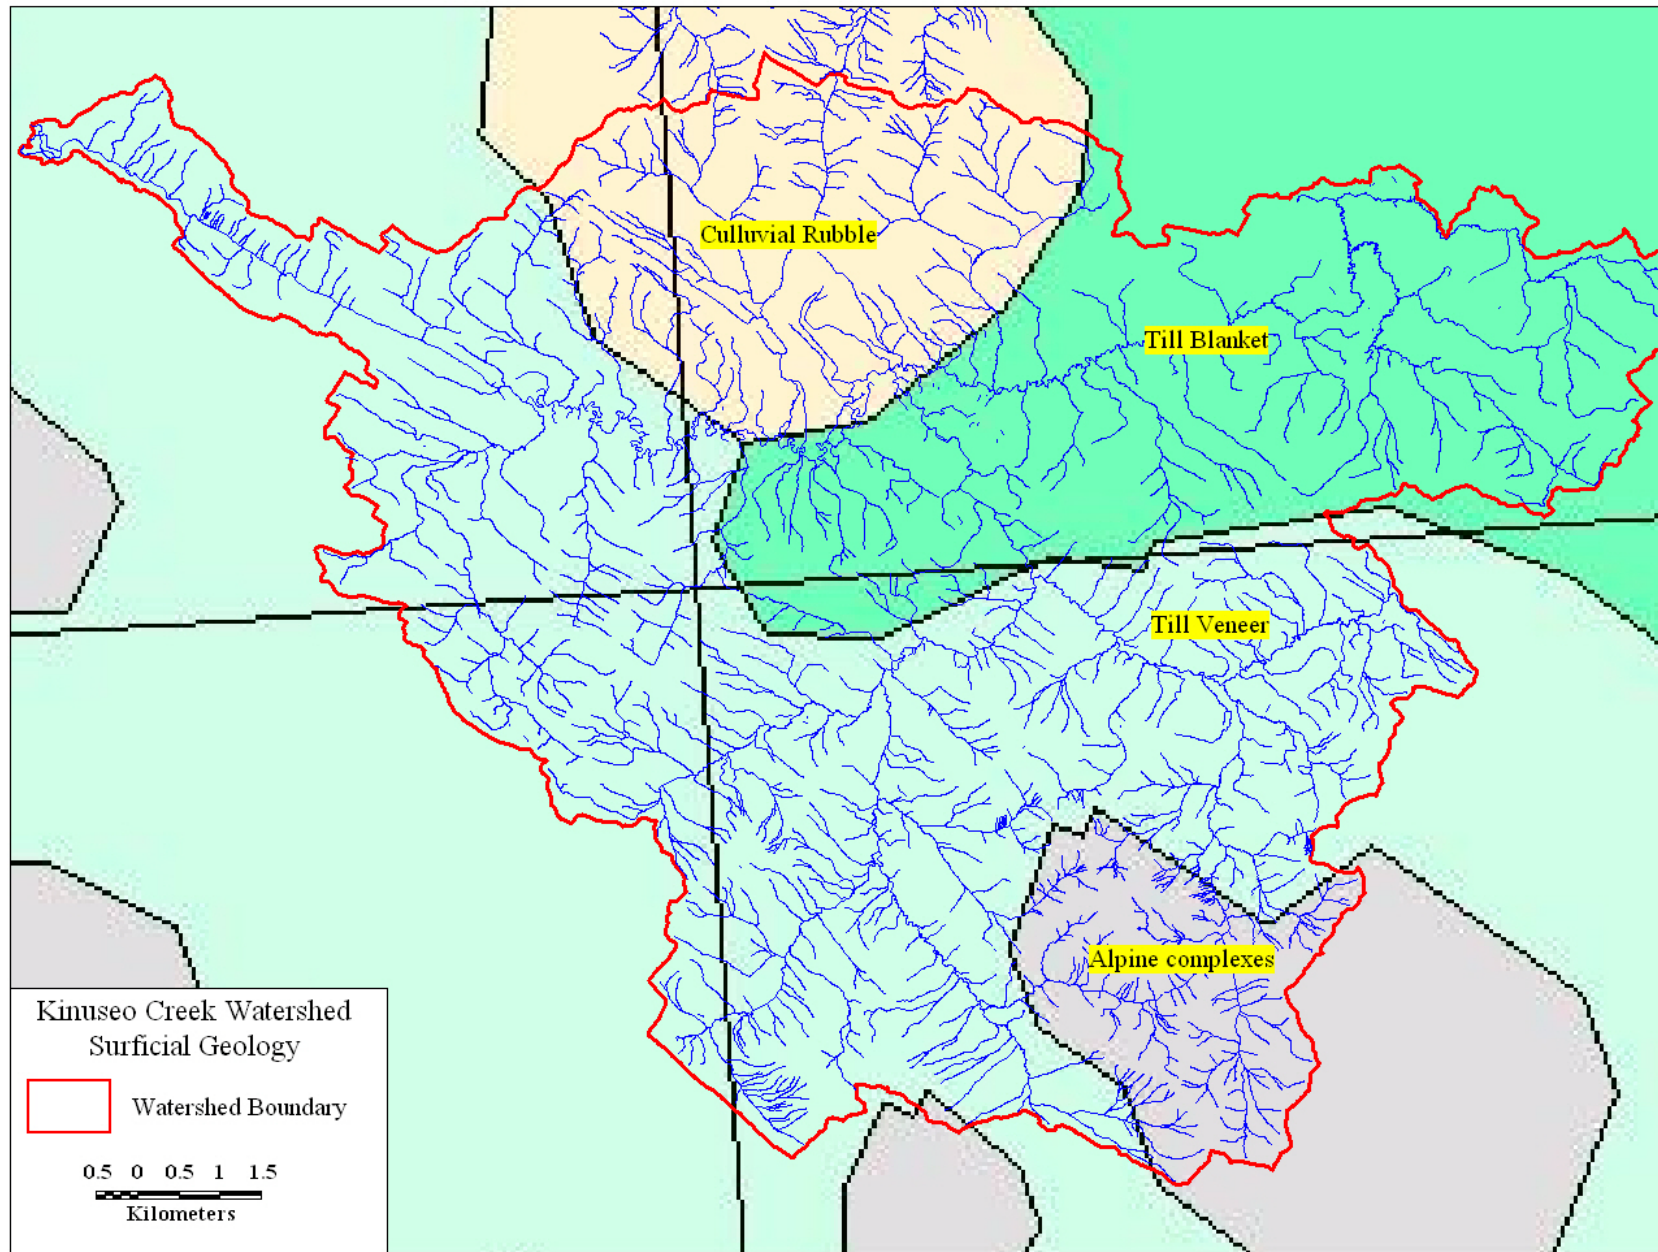 Culluvial Rubble
Till Blanket
Till Veneer
Alpine complexes
Kinuseo Creek Watershed
Surficial Geology
Watershed Boundary
0.5 0 0.5 1 1.5
Kilometers